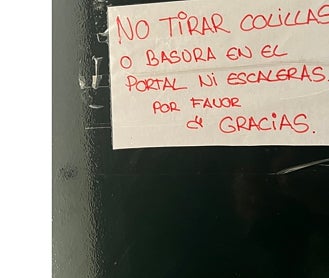 NO TIRAR COLILLAS
O BASURA EN EL
PORTAL NI ESCALERAS
POR FAVOR
GRACIAS.